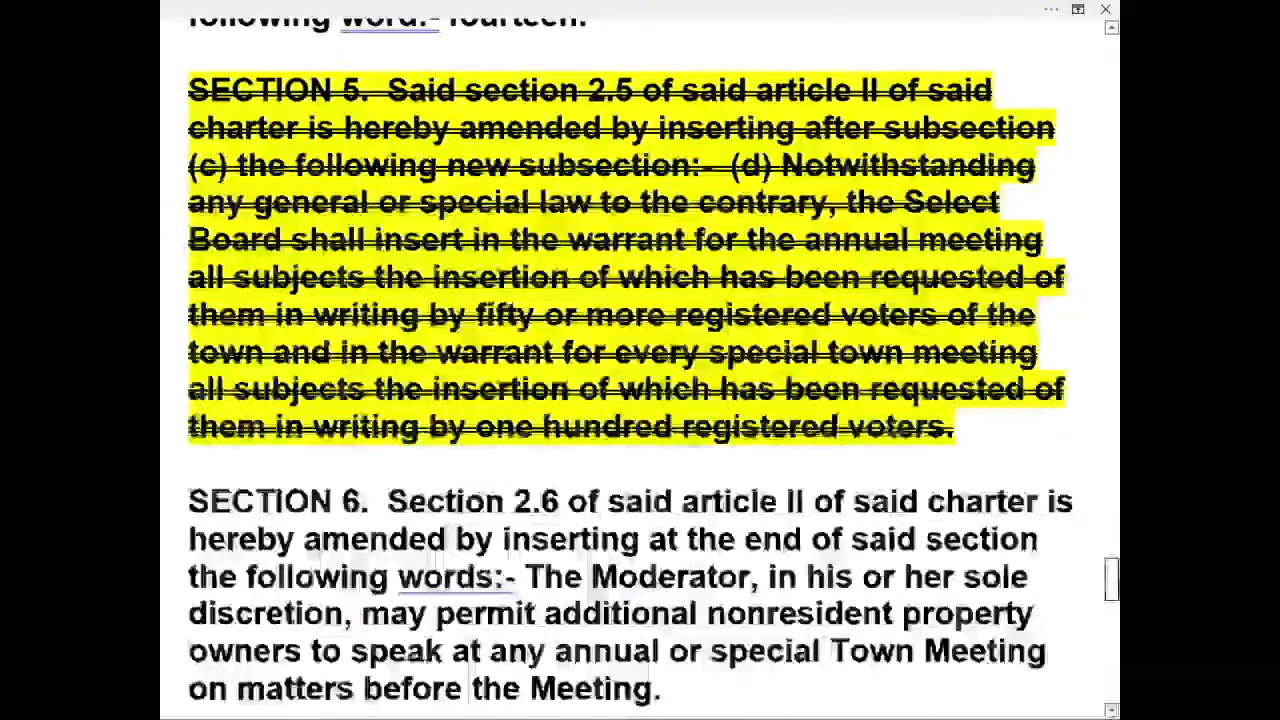 following word:- fourteen.
SECTION 5.  Said section 2.5 of said article II of said
charter is hereby amended by inserting after subsection
(c) the following new subsection:-  (d) Notwithstanding
any general or special law to the contrary, the Select
Board shall insert in the warrant for the annual meeting
all subjects the insertion of which has been requested of
them in writing by fifty or more registered voters of the
town and in the warrant for every special town meeting
all subjects the insertion of which has been requested of
them in writing by one hundred registered voters.
SECTION 6.  Section 2.6 of said article II of said charter is
hereby amended by inserting at the end of said section
the following words:- The Moderator, in his or her sole
discretion, may permit additional nonresident property
owners to speak at any annual or special Town Meeting
on matters before the Meeting.